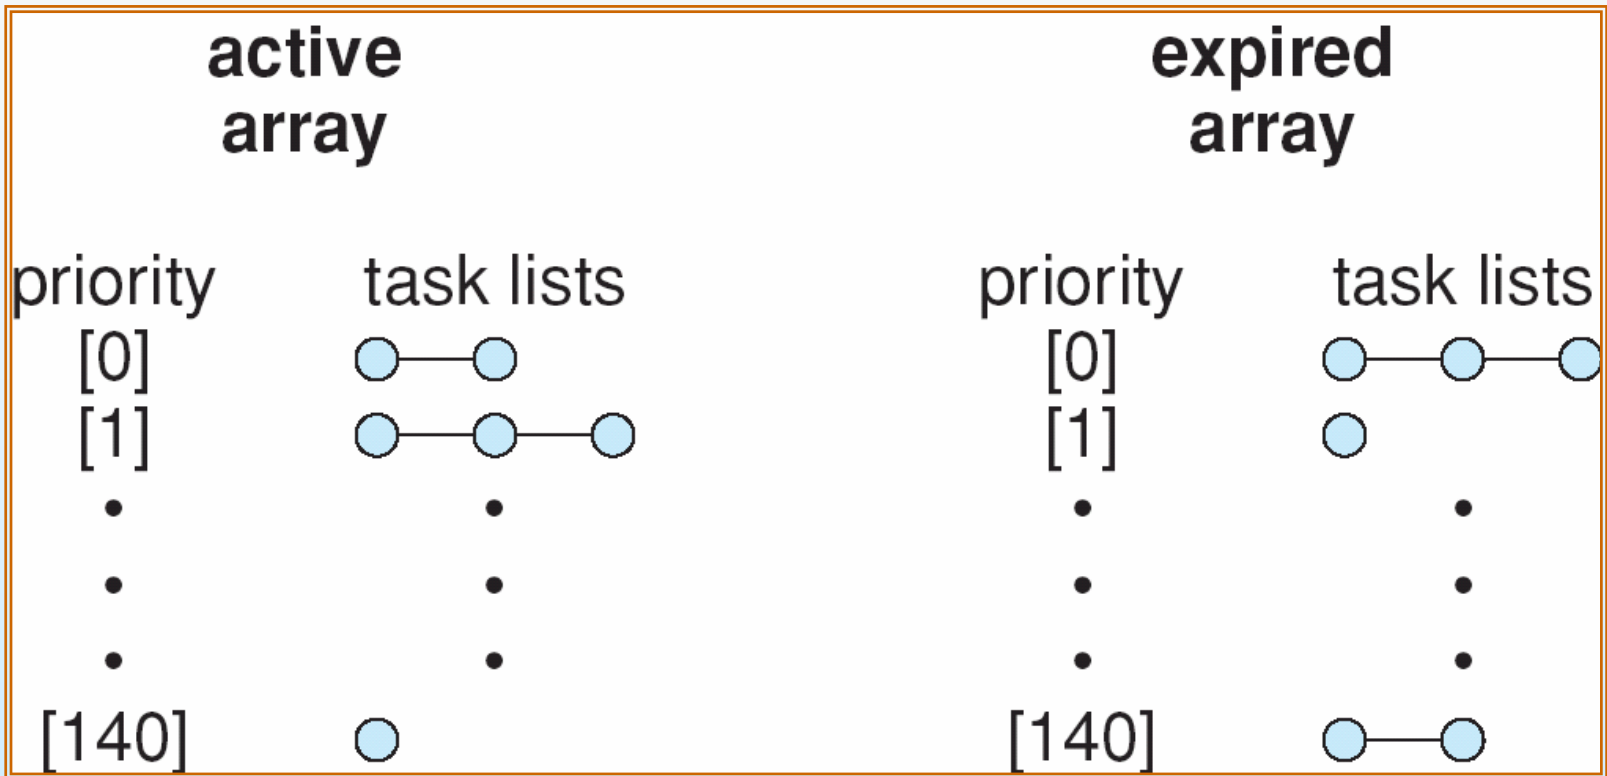 active
array
expired
array
priority task lists
[0]
[1]
[140]
priority task lists
[0]
[1]
[140]